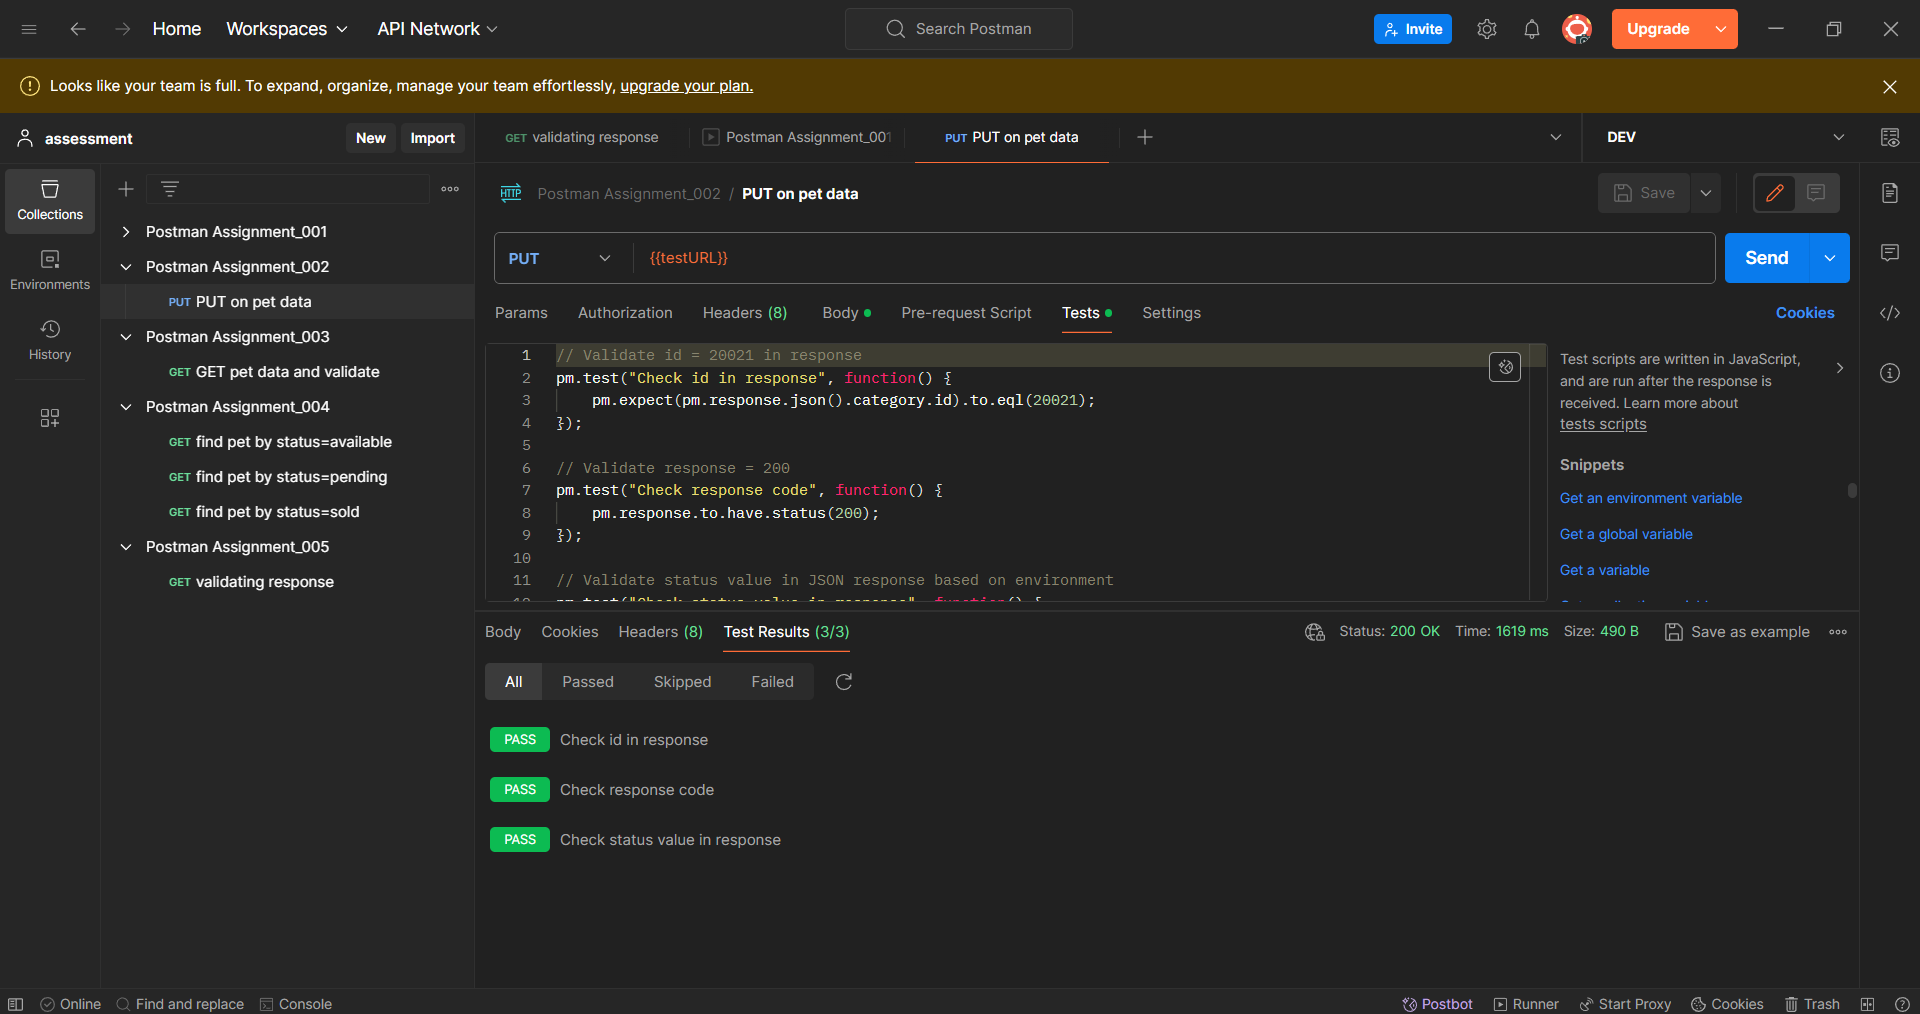 Home Workspaces API Network Search Postman Invite Upgrade
Looks like your team is full. To expand, organize, manage your team effortlessly, upgrade your plan.
assessment New Import
GET validating response Postman Assignment_001 PUT PUT on pet data DEV
Collections
Environments
History
Postman Assignment_001
Postman Assignment_002
PUT PUT on pet data
Postman Assignment_003
GET GET pet data and validate
Postman Assignment_004
GET find pet by status=available
GET find pet by status=pending
GET find pet by status=sold
Postman Assignment_005
GET validating response
HTTP Postman Assignment_002 / PUT on pet data Save
PUT {{testURL}} Send
Params Authorization Headers (8) Body Pre-request Script Tests Settings Cookies
1 // Validate id = 20021 in response
2 pm.test("Check id in response", function() {
3 pm.expect(pm.response.json().category.id).to.eql(20021);
4 });
5
6 // Validate response = 200
7 pm.test("Check response code", function() {
8 pm.response.to.have.status(200);
9 });
10
11 // Validate status value in JSON response based on environment
12 pm.test("Check status value in response", function() {
Test scripts are written in JavaScript,
and are run after the response is
received. Learn more about
tests scripts
Snippets
Get an environment variable
Get a global variable
Get a variable
Body Cookies Headers (8) Test Results (3/3) Status: 200 OK Time: 1619 ms Size: 490 B Save as example
All Passed Skipped Failed
PASS Check id in response
PASS Check response code
PASS Check status value in response
Online Find and replace Console Postbot Runner Start Proxy Cookies Trash